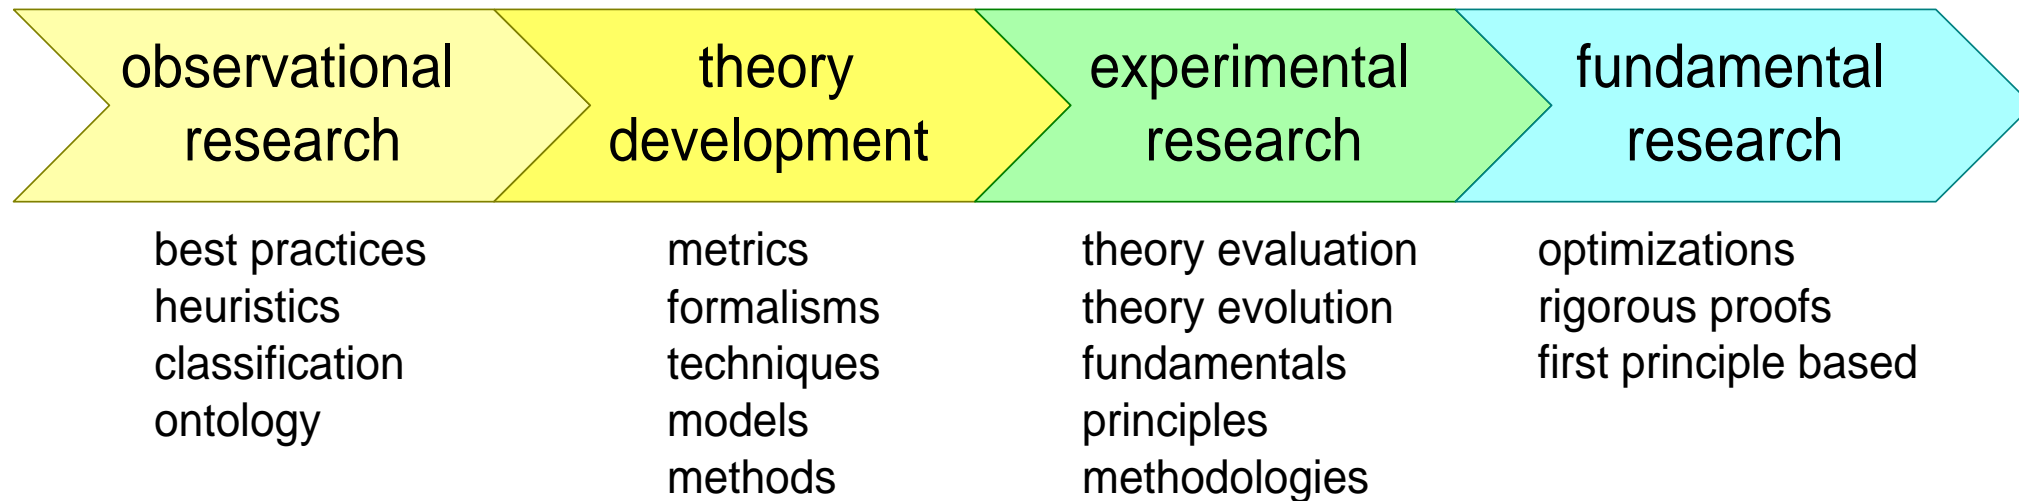 observational
research
best practices
heuristics
classification
ontology
theory
development
metrics
formalisms
techniques
models
methods
experimental
research
theory evaluation
theory evolution
fundamentals
principles
methodologies
fundamental
research
optimizations
rigorous proofs
first principle based